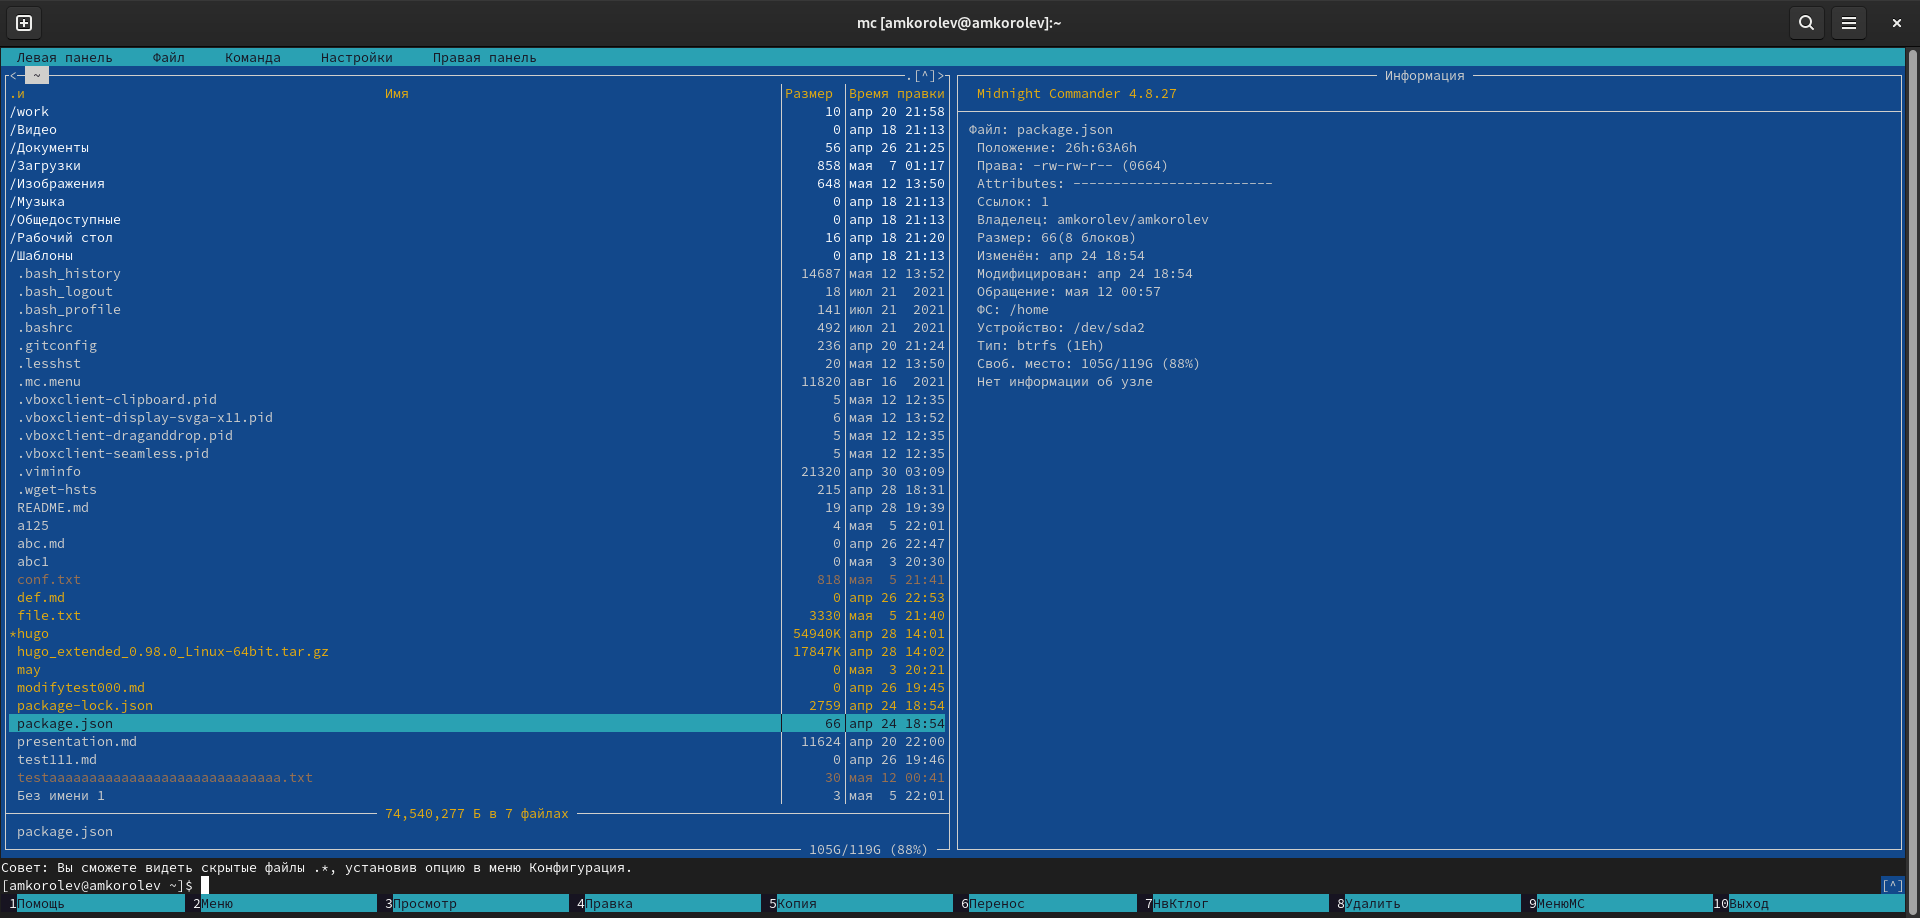 mc [amkorolev@amkorolev]:~
Левая панель Файл Команда Настройки Правая панель
<─ ~ .[^]>
.и Имя Размер Время правки
/work 10 апр 20 21:58
/Видео 0 апр 18 21:13
/Документы 56 апр 26 21:25
/Загрузки 858 мая 7 01:17
/Изображения 648 мая 12 13:50
/Музыка 0 апр 18 21:13
/Общедоступные 0 апр 18 21:13
/Рабочий стол 16 апр 18 21:20
/Шаблоны 0 апр 18 21:13
.bash_history 14687 мая 12 13:52
.bash_logout 18 июл 21 2021
.bash_profile 141 июл 21 2021
.bashrc 492 июл 21 2021
.gitconfig 236 апр 20 21:24
.lesshst 20 мая 12 13:50
.mc.menu 11820 авг 16 2021
.vboxclient-clipboard.pid 5 мая 12 12:35
.vboxclient-display-svga-x11.pid 6 мая 12 13:52
.vboxclient-draganddrop.pid 5 мая 12 12:35
.vboxclient-seamless.pid 5 мая 12 12:35
.viminfo 21320 апр 30 03:09
.wget-hsts 215 апр 28 18:31
README.md 19 апр 28 19:39
a125 4 мая 5 22:01
abc.md 0 апр 26 22:47
abc1 0 мая 3 20:30
conf.txt 818 мая 5 21:41
def.md 0 апр 26 22:53
file.txt 3330 мая 5 21:40
*hugo 54940K апр 28 14:01
hugo_extended_0.98.0_Linux-64bit.tar.gz 17847K апр 28 14:02
may 0 мая 3 20:21
modifytest000.md 0 апр 26 19:45
package-lock.json 2759 апр 24 18:54
package.json 66 апр 24 18:54
presentation.md 11624 апр 20 22:00
test111.md 0 апр 26 19:46
testaaaaaaaaaaaaaaaaaaaaaaaaaaaaa.txt 30 мая 12 00:41
Без имени 1 3 мая 5 22:01
74,540,277 Б в 7 файлах
package.json
105G/119G (88%)
Информация
Midnight Commander 4.8.27
Файл: package.json
Положение: 26h:63A6h
Права: -rw-rw-r-- (0664)
Attributes: -------------------------
Ссылок: 1
Владелец: amkorolev/amkorolev
Размер: 66(8 блоков)
Изменён: апр 24 18:54
Модифицирован: апр 24 18:54
Обращение: мая 12 00:57
ФС: /home
Устройство: /dev/sda2
Тип: btrfs (1Eh)
Своб. место: 105G/119G (88%)
Нет информации об узле
Совет: Вы сможете видеть скрытые файлы .*, установив опцию в меню Конфигурация.
[amkorolev@amkorolev ~]$ [^]
1Помощь 2Меню 3Просмотр 4Правка 5Копия 6Перенос 7НвКтлог 8Удалить 9МенюМС 10Выход